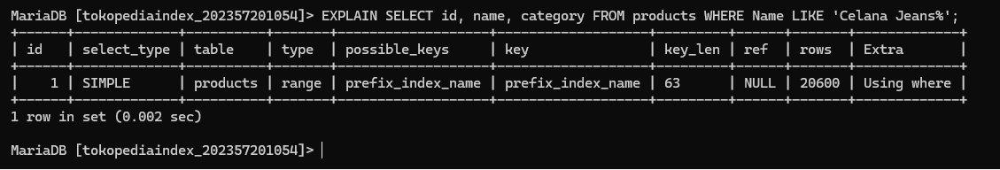 MariaDB [tokopediaindex_202357201054]> EXPLAIN SELECT id, name, category FROM products WHERE Name LIKE 'Celana Jeans%';
+------+-------------+----------+-------+-------------------+-------------------+---------+------+-------+-------------+
| id   | select_type | table    | type  | possible_keys     | key               | key_len | ref  | rows  | Extra       |
+------+-------------+----------+-------+-------------------+-------------------+---------+------+-------+-------------+
|    1 | SIMPLE      | products | range | prefix_index_name | prefix_index_name | 63      | NULL | 20600 | Using where |
+------+-------------+----------+-------+-------------------+-------------------+---------+------+-------+-------------+
1 row in set (0.002 sec)
MariaDB [tokopediaindex_202357201054]>